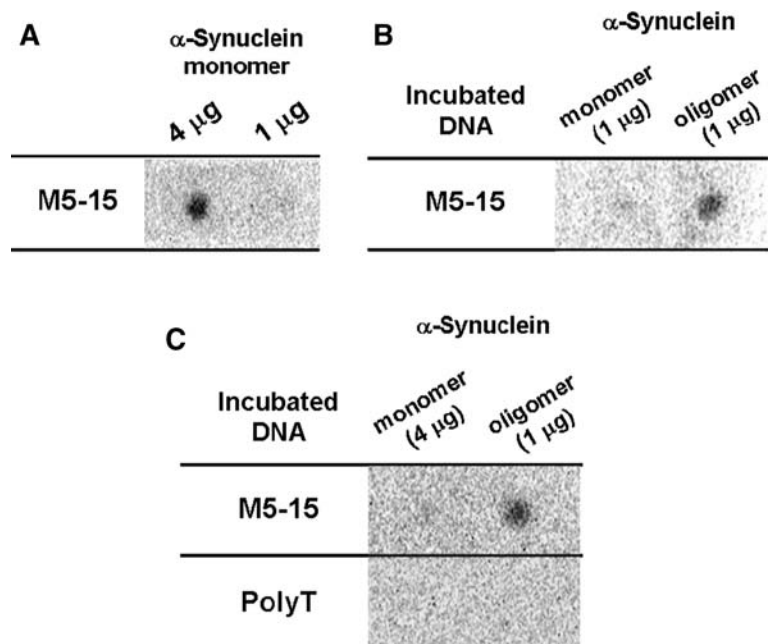 A
α-Synuclein
monomer
4 μg
1 μg
M5-15
B
α-Synuclein
Incubated
DNA
monomer
(1 μg)
oligomer
(1 μg)
M5-15
C
α-Synuclein
Incubated
DNA
monomer
(4 μg)
oligomer
(1 μg)
M5-15
PolyT